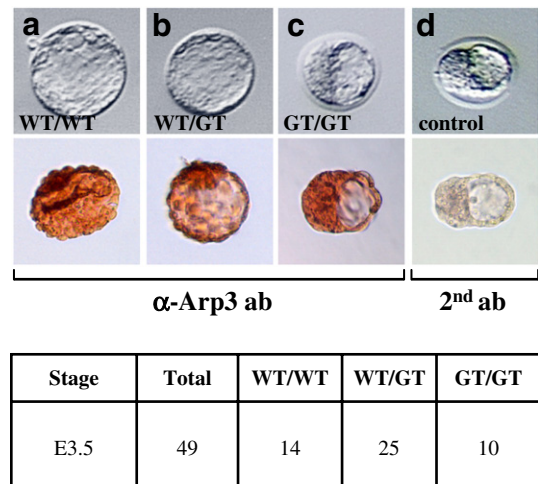 a b c d
WT/WT WT/GT GT/GT control
α-Arp3 ab 2nd ab
Stage Total WT/WT WT/GT GT/GT
E3.5 49 14 25 10